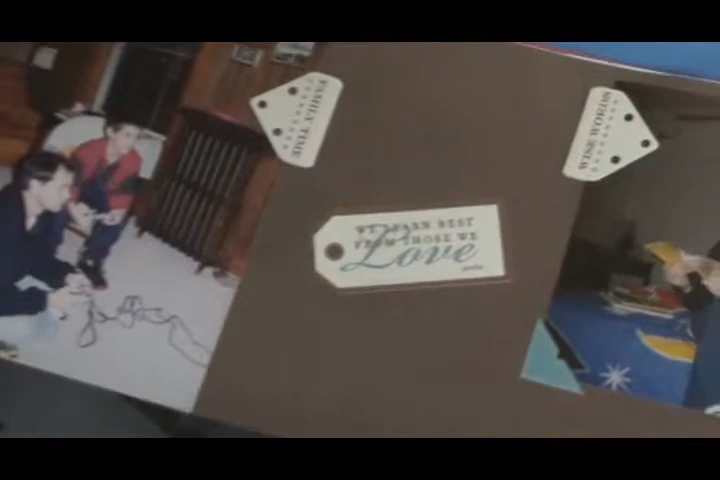 FAMILY TIME
WISE WORDS
WE LEARN BEST
FROM THOSE WE
Love